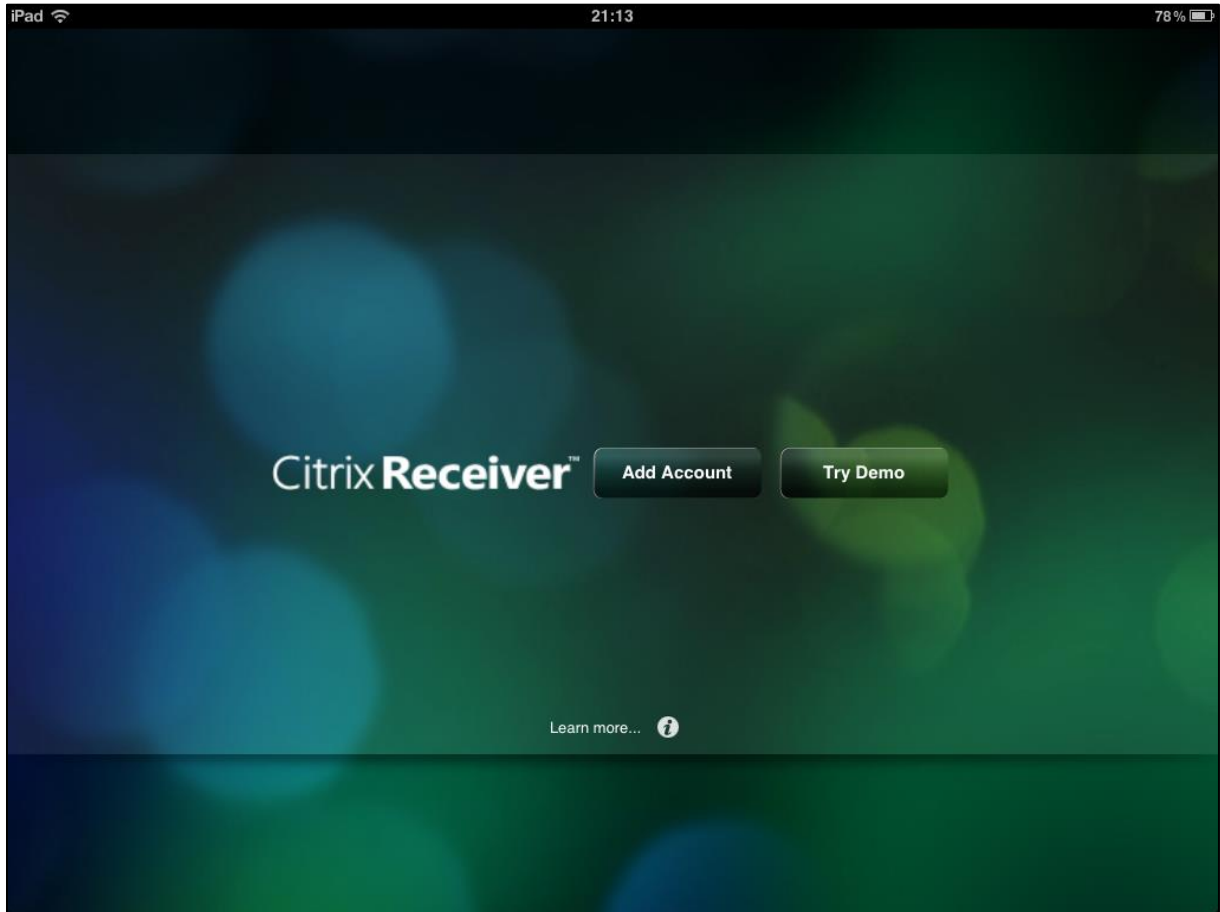 iPad 21:13 78%
Citrix Receiver™ Add Account Try Demo
Learn more... i